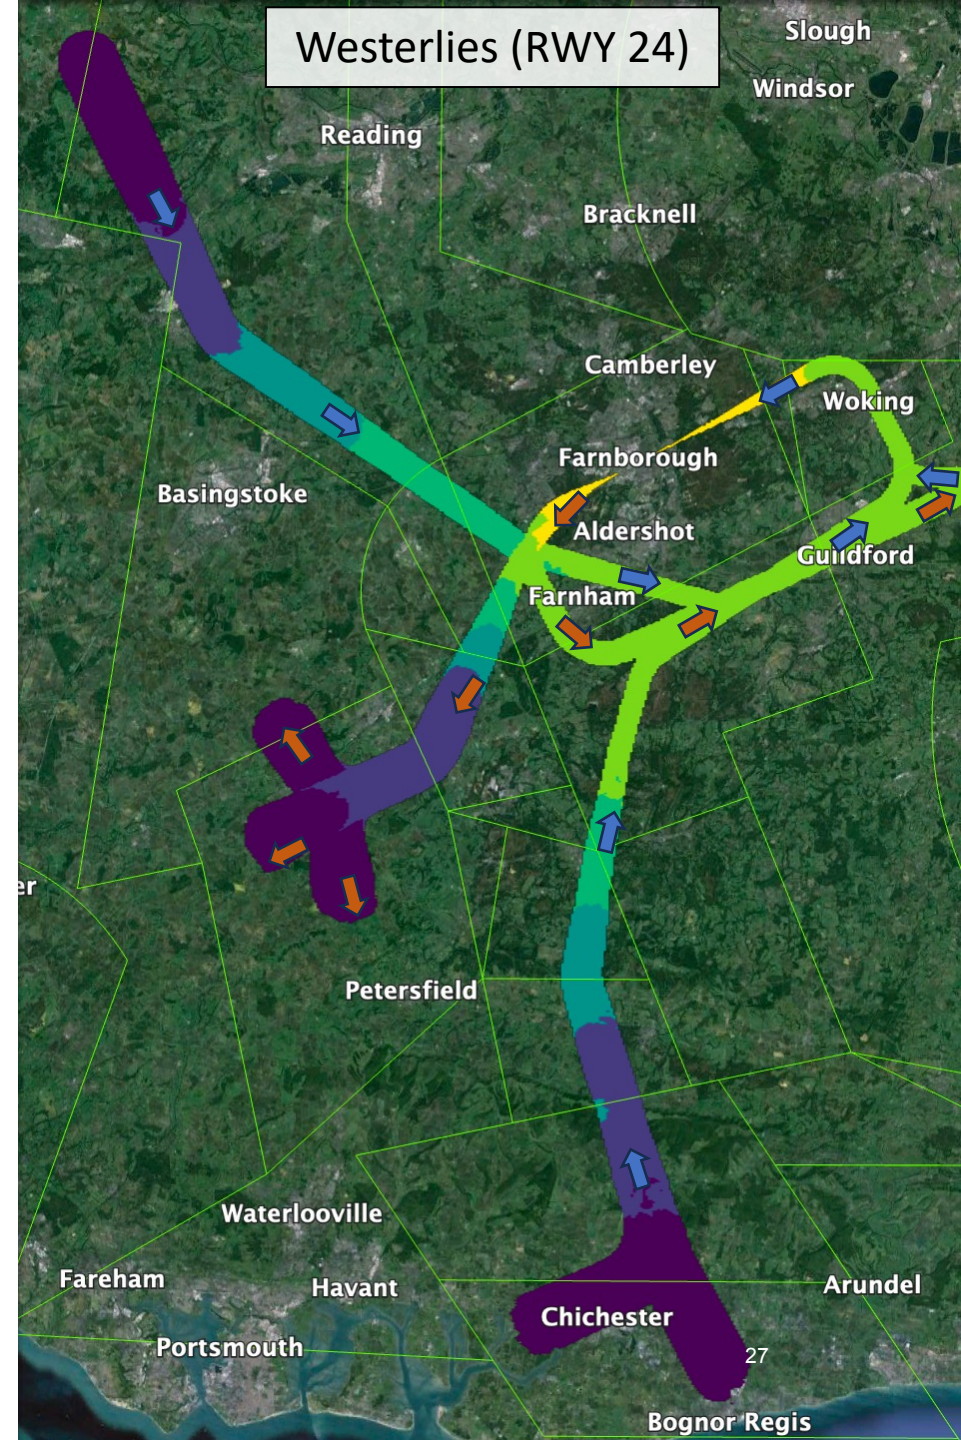 Westerlies (RWY 24)
Slough
Windsor
Reading
Bracknell
Camberley
Woking
Farnborough
Basingstoke
Aldershot
Guildford
Farnham
er
Petersfield
Waterlooville
Fareham
Havant
Arundel
Chichester
Portsmouth
27
Bognor Regis